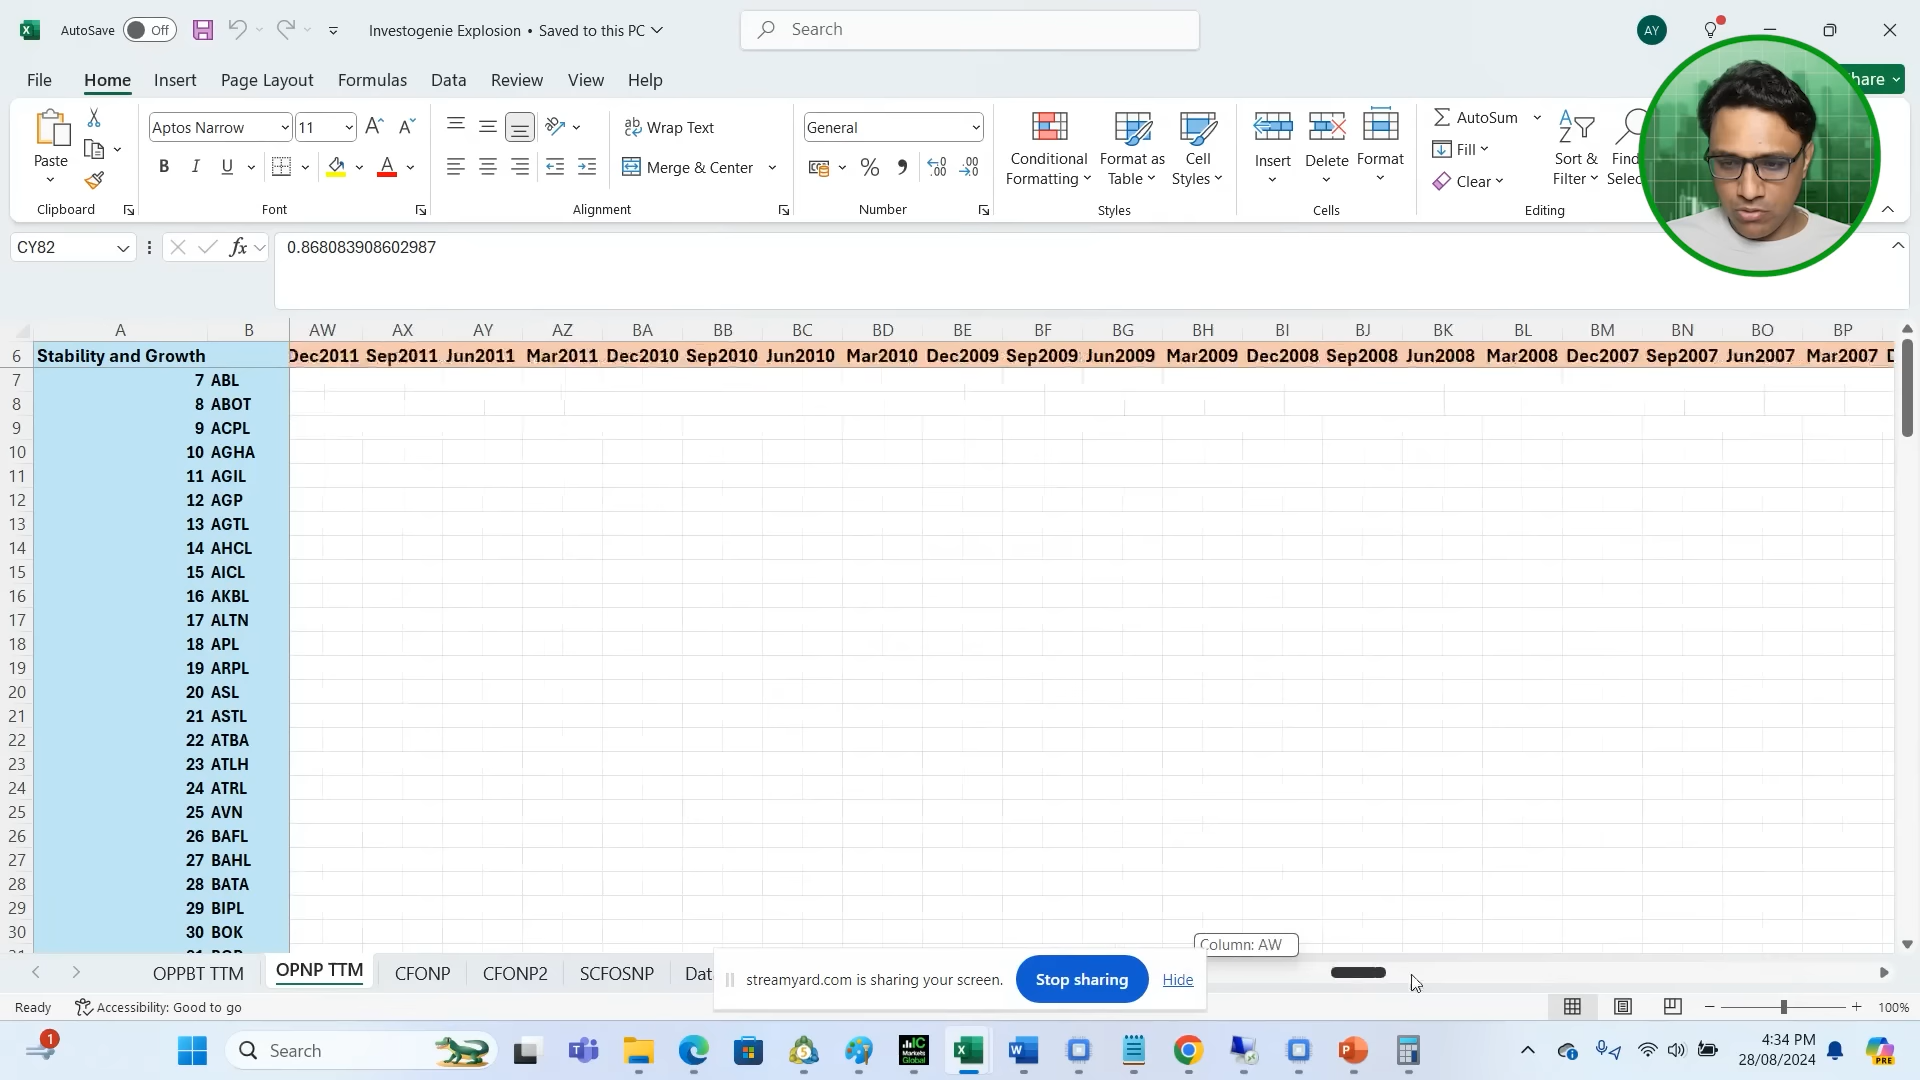 AutoSave Off Investogenie Explosion • Saved to this PC Search AY
File Home Insert Page Layout Formulas Data Review View Help
Paste Aptos Narrow 11 Wrap Text General Conditional Formatting Format as Table Cell Styles Insert Delete Format AutoSum Sort & Filter
B I U Merge & Center Fill
Clear
Clipboard Font Alignment Number Styles Cells Editing
CY82 fx 0.868083908602987
A B AW AX AY AZ BA BB BC BD BE BF BG BH BI BJ BK BL BM BN BO BP
6 Stability and Growth Dec2011 Sep2011 Jun2011 Mar2011 Dec2010 Sep2010 Jun2010 Mar2010 Dec2009 Sep2009 Jun2009 Mar2009 Dec2008 Sep2008 Jun2008 Mar2008 Dec2007 Sep2007 Jun2007 Mar2007
7 7 ABL
8 8 ABOT
9 9 ACPL
10 10 AGHA
11 11 AGIL
12 12 AGP
13 13 AGTL
14 14 AHCL
15 15 AICL
16 16 AKBL
17 17 ALTN
18 18 APL
19 19 ARPL
20 20 ASL
21 21 ASTL
22 22 ATBA
23 23 ATLH
24 24 ATRL
25 25 AVN
26 26 BAFL
27 27 BAHL
28 28 BATA
29 29 BIPL
30 30 BOK
Column: AW
OPPBT TTM OPNP TTM CFONP CFONP2 SCFOSNP Dat streamyard.com is sharing your screen. Stop sharing Hide
Ready Accessibility: Good to go 100%
1 Search 4:34 PM
28/08/2024